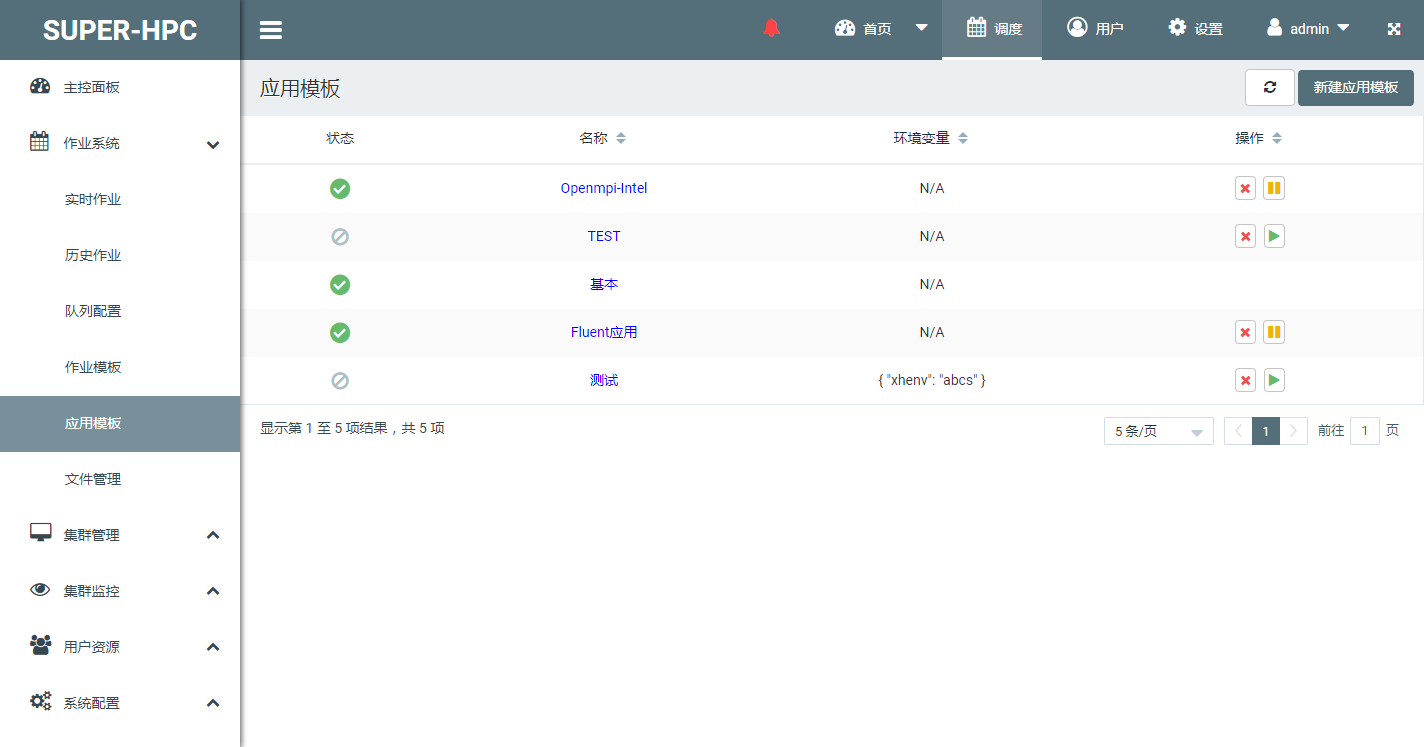 SUPER-HPC
首页
调度
用户
设置
admin
主控面板
作业系统
实时作业
历史作业
队列配置
作业模板
应用模板
文件管理
集群管理
集群监控
用户资源
系统配置
应用模板
新建应用模板
状态 名称 环境变量 操作
Openmpi-Intel N/A
TEST N/A
基本 N/A
Fluent应用 N/A
测试 { "xhenv": "abcs" }
显示第 1 至 5 项结果，共 5 项
5 条/页 1 前往 1 页